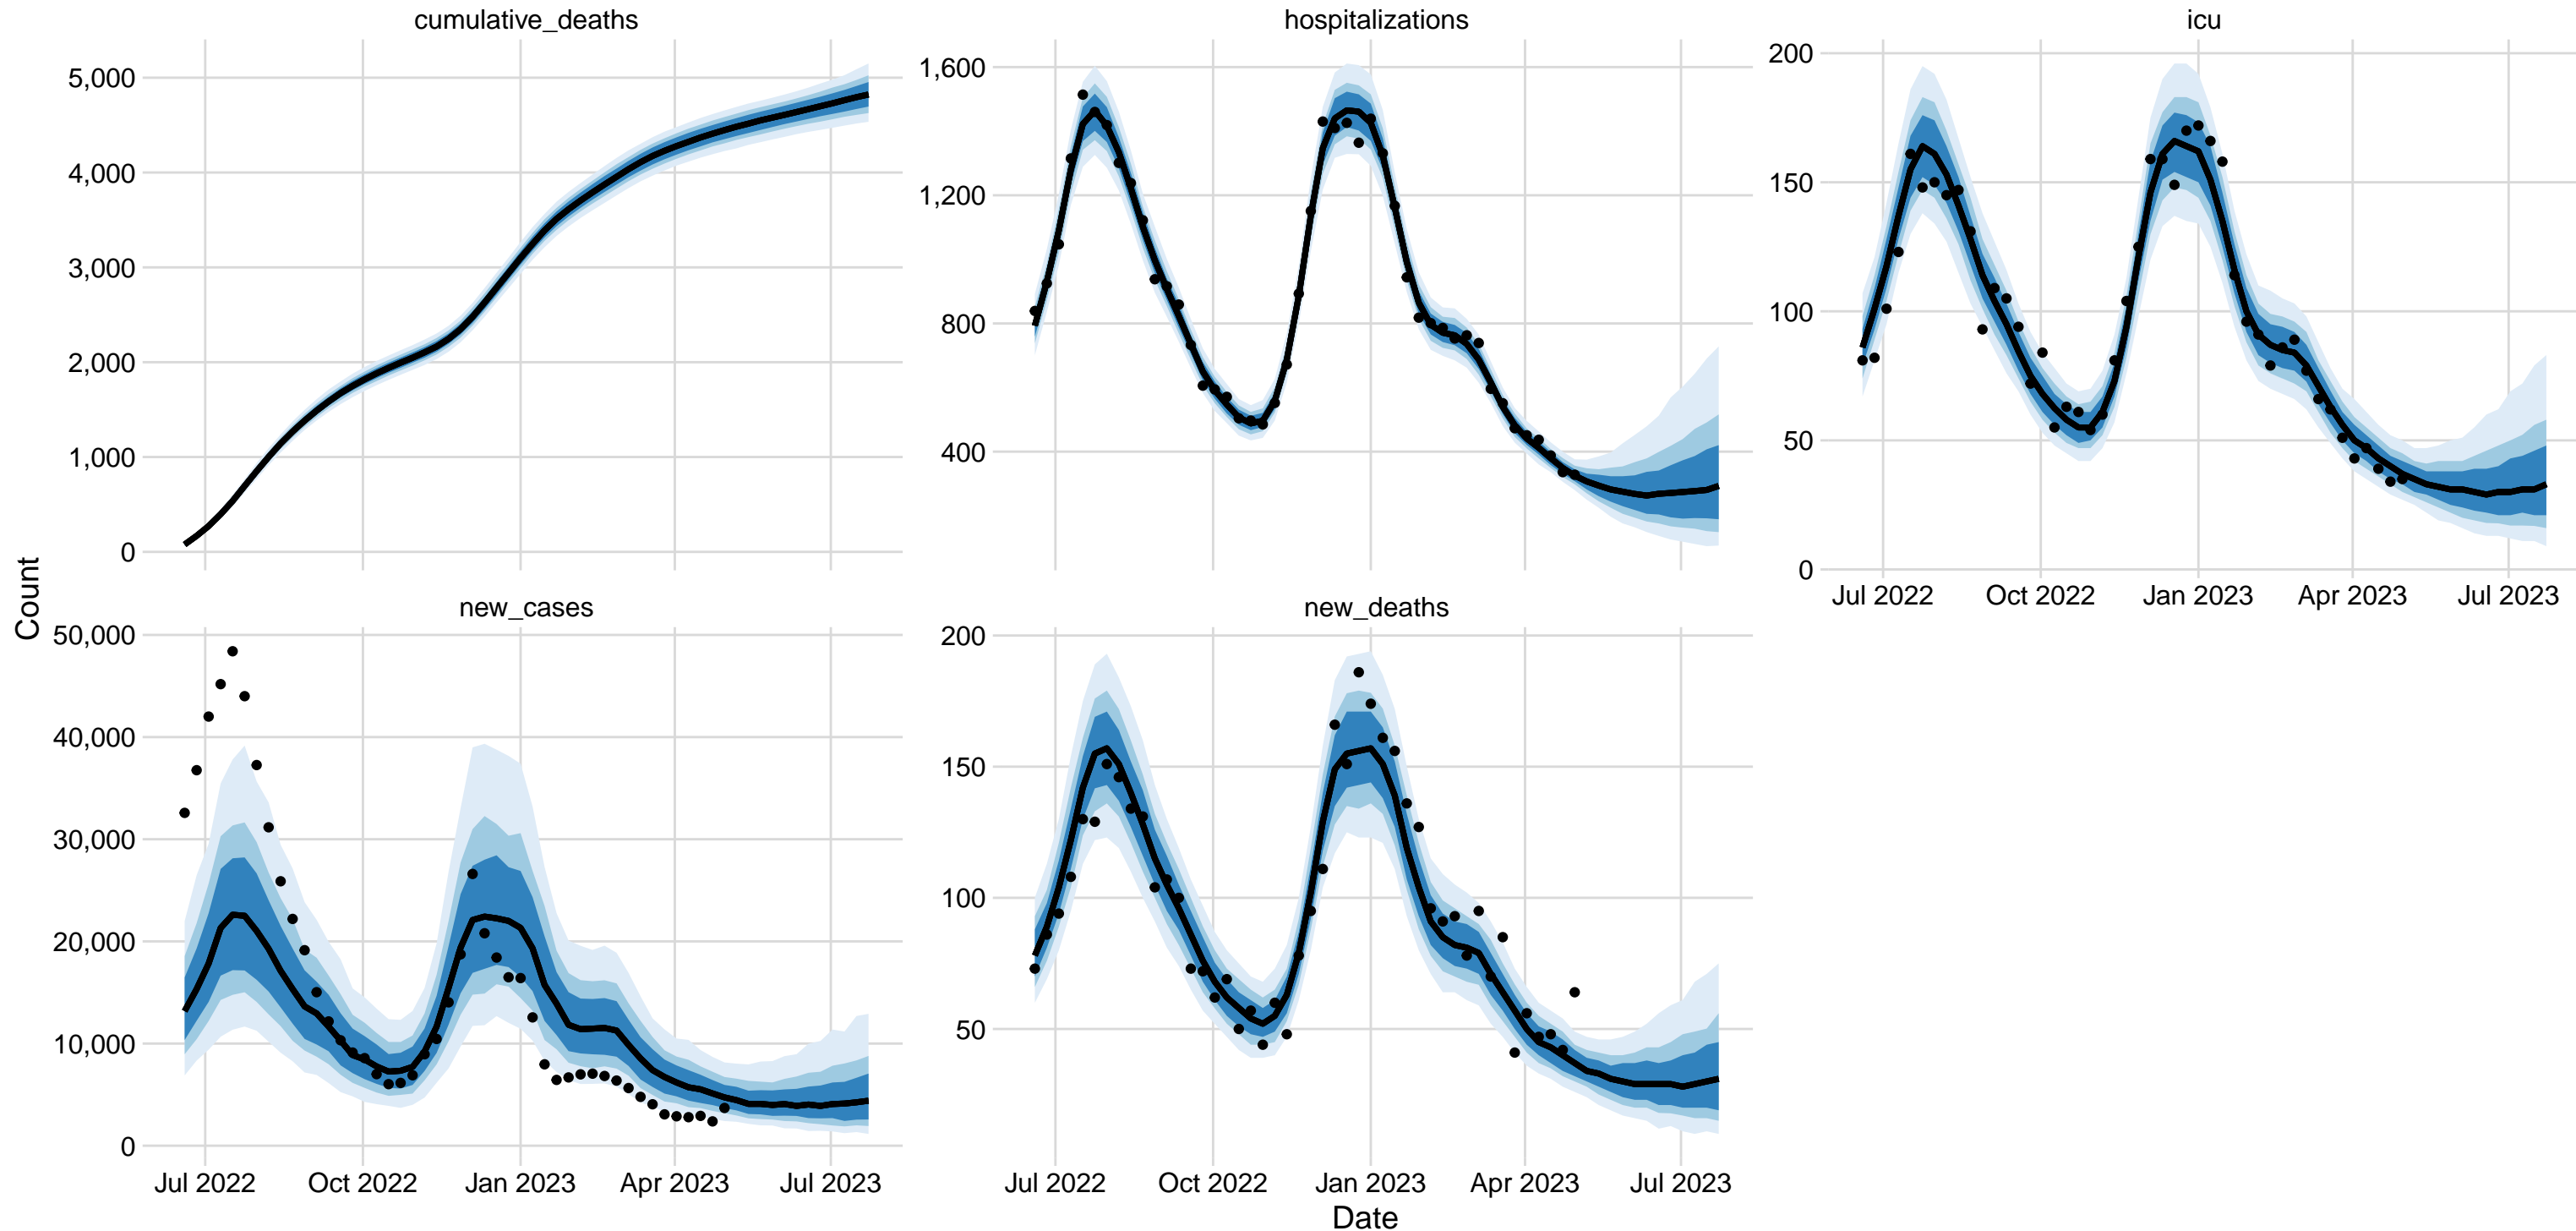 cumulative_deaths
5,000
4,000
3,000
2,000
1,000
0
hospitalizations
1,600
1,200
800
400
icu
200
150
100
50
0
Jul 2022 Oct 2022 Jan 2023 Apr 2023 Jul 2023
Count
new_cases
50,000
40,000
30,000
20,000
10,000
0
Jul 2022 Oct 2022 Jan 2023 Apr 2023 Jul 2023
new_deaths
200
150
100
50
Jul 2022 Oct 2022 Jan 2023 Apr 2023 Jul 2023
Date